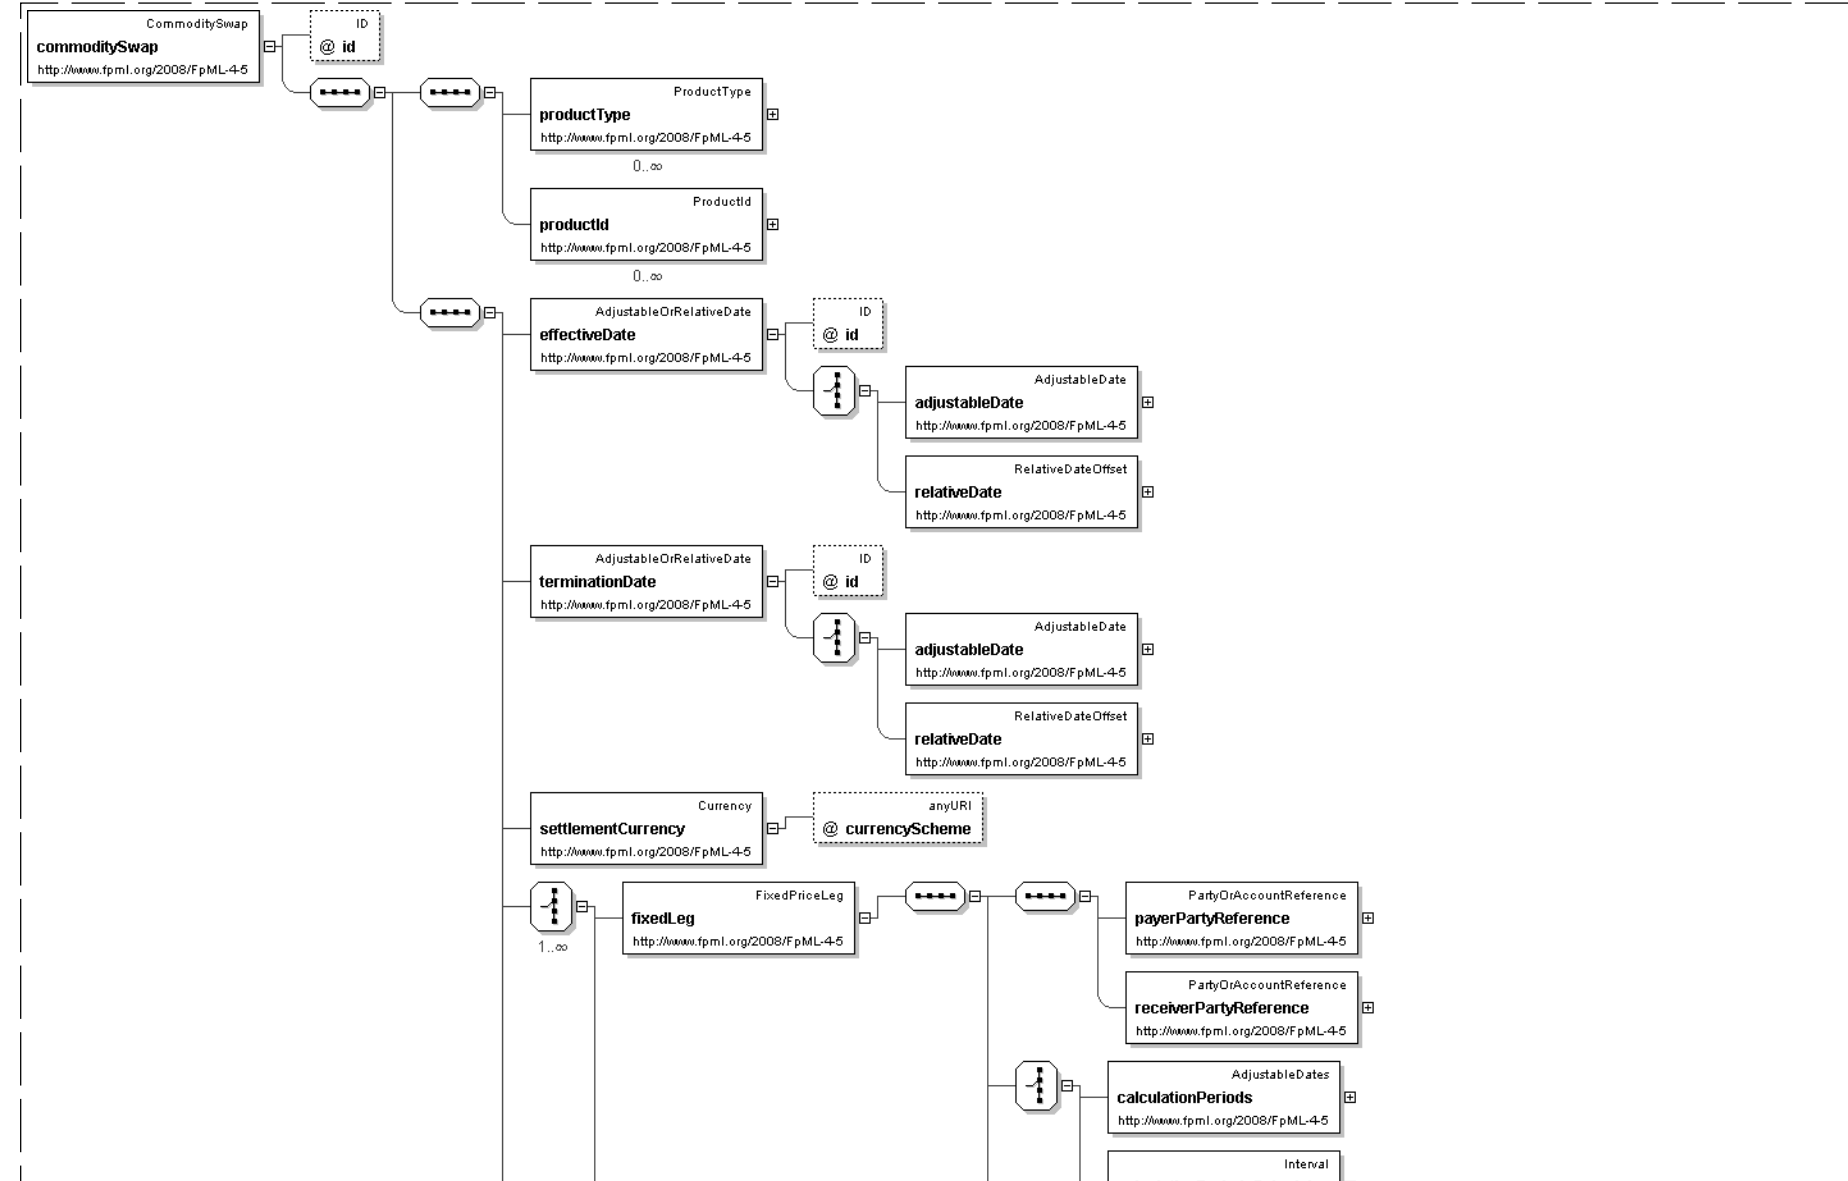 CommoditySwap
commoditySwap
http://www.fpml.org/2008/FpML-4-5
ID
@ id
ProductType
productType
http://www.fpml.org/2008/FpML-4-5
0..∞
ProductId
productId
http://www.fpml.org/2008/FpML-4-5
0..∞
AdjustableOrRelativeDate
effectiveDate
http://www.fpml.org/2008/FpML-4-5
ID
@ id
AdjustableDate
adjustableDate
http://www.fpml.org/2008/FpML-4-5
RelativeDateOffset
relativeDate
http://www.fpml.org/2008/FpML-4-5
AdjustableOrRelativeDate
terminationDate
http://www.fpml.org/2008/FpML-4-5
ID
@ id
AdjustableDate
adjustableDate
http://www.fpml.org/2008/FpML-4-5
RelativeDateOffset
relativeDate
http://www.fpml.org/2008/FpML-4-5
Currency
settlementCurrency
http://www.fpml.org/2008/FpML-4-5
anyURI
@ currencyScheme
1..∞
FixedPriceLeg
fixedLeg
http://www.fpml.org/2008/FpML-4-5
PartyOrAccountReference
payerPartyReference
http://www.fpml.org/2008/FpML-4-5
PartyOrAccountReference
receiverPartyReference
http://www.fpml.org/2008/FpML-4-5
AdjustableDates
calculationPeriods
http://www.fpml.org/2008/FpML-4-5
Interval